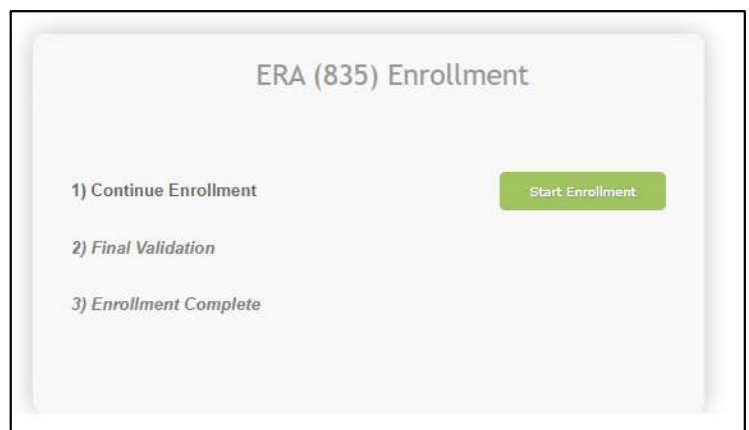 ERA (835) Enrollment
1) Continue Enrollment
Start Enrollment
2) Final Validation
3) Enrollment Complete